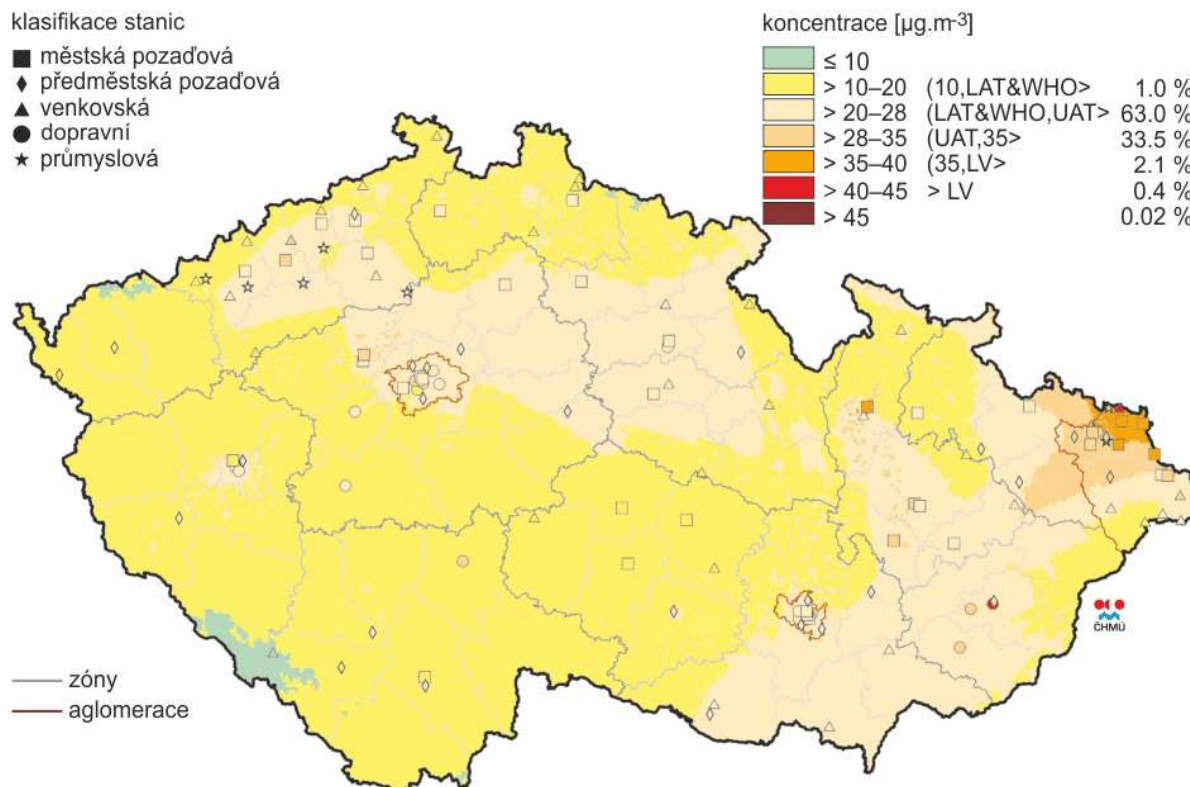 klasifikace stanic
městská pozaďová
předměstská pozaďová
venkovská
dopravní
průmyslová
koncentrace [µg.m-3]
≤ 10
> 10–20 (10,LAT&WHO> 1.0 %
> 20–28 (LAT&WHO,UAT> 63.0 %
> 28–35 (UAT,35> 33.5 %
> 35–40 (35,LV> 2.1 %
> 40–45 > LV 0.4 %
> 45 0.02 %
ČHMÚ
zóny
aglomerace